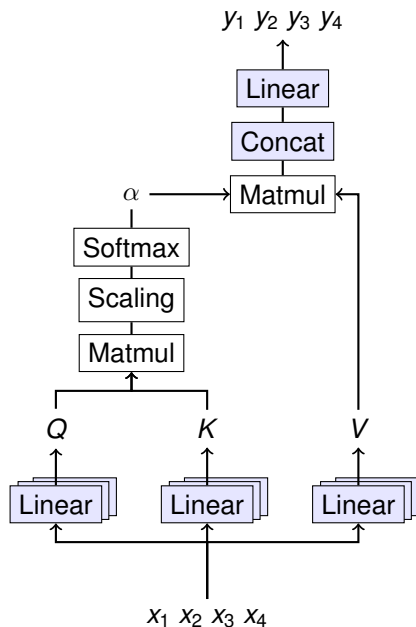 y1 y2 y3 y4
Linear
Concat
α Matmul
Softmax
Scaling
Matmul
Q K V
Linear Linear Linear
x1 x2 x3 x4